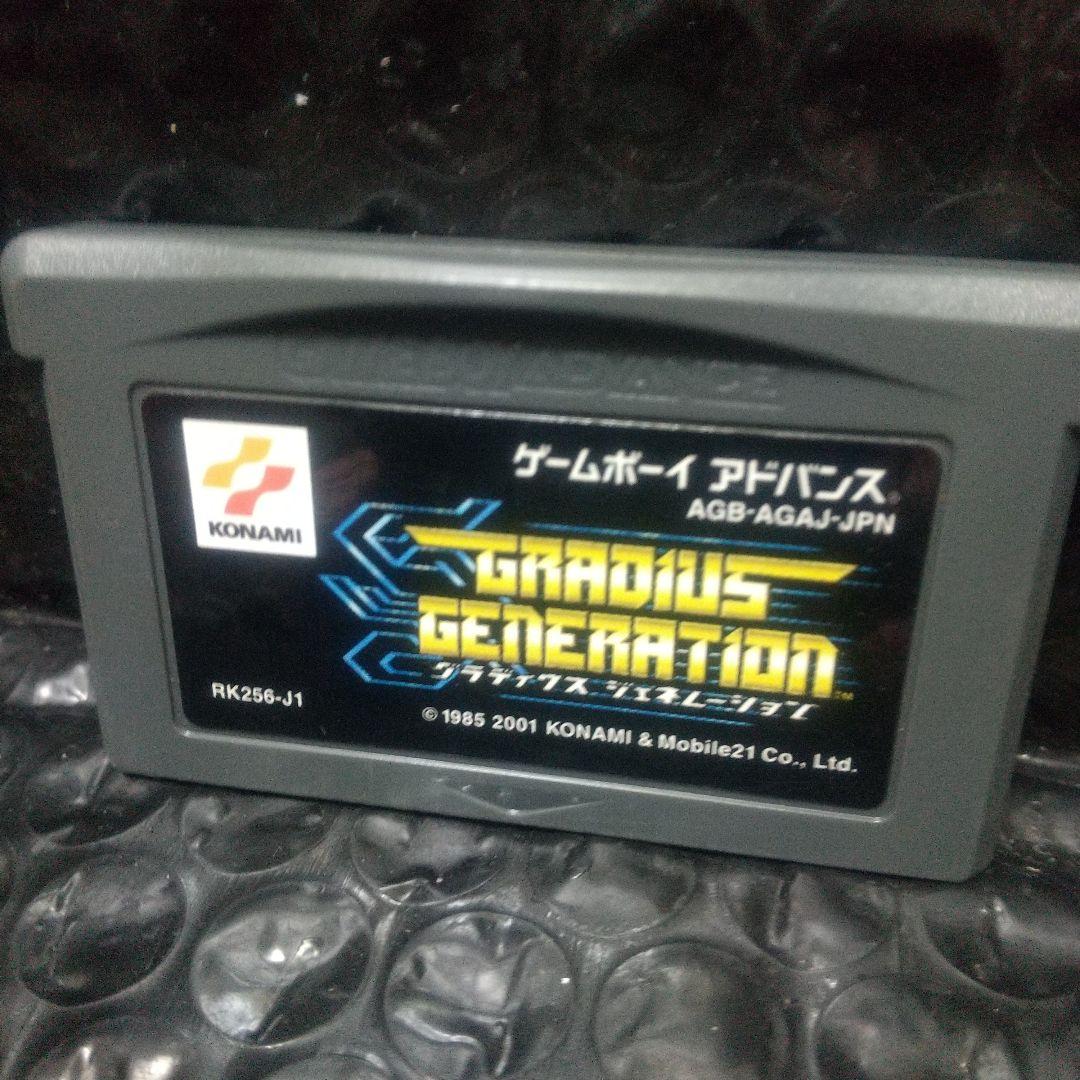 KONAMI
ゲームボーイ アドバンス
AGB-AGAJ-JPN
GRADIUS
GENERATION™
グラディウス ジェネレーション
RK256-J1
© 1985 2001 KONAMI & Mobile21 Co., Ltd.